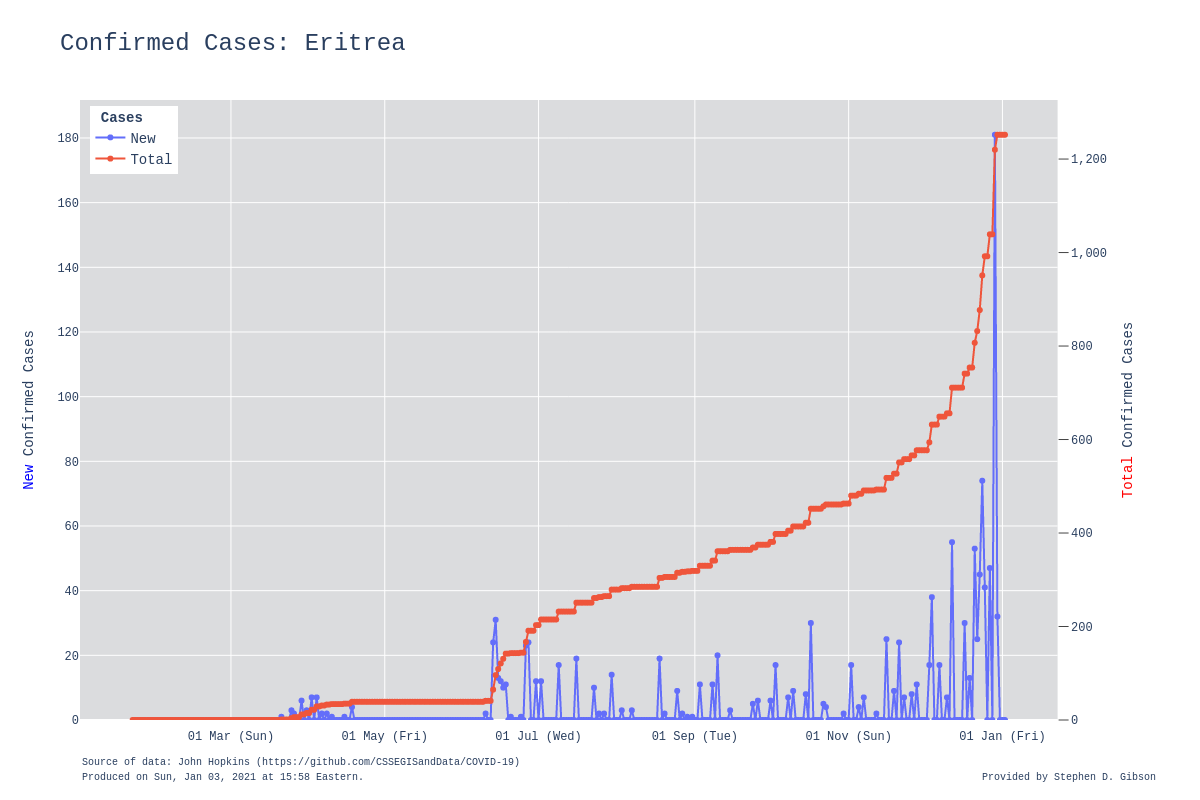 Confirmed Cases: Eritrea
Cases
New
Total
180
160
140
120
100
80
60
40
20
0
1,200
1,000
800
600
400
200
0
New Confirmed Cases
Total Confirmed Cases
01 Mar (Sun)
01 May (Fri)
01 Jul (Wed)
01 Sep (Tue)
01 Nov (Sun)
01 Jan (Fri)
Source of data: John Hopkins (https://github.com/CSSEGISandData/COVID-19)
Produced on Sun, Jan 03, 2021 at 15:58 Eastern.
Provided by Stephen D. Gibson